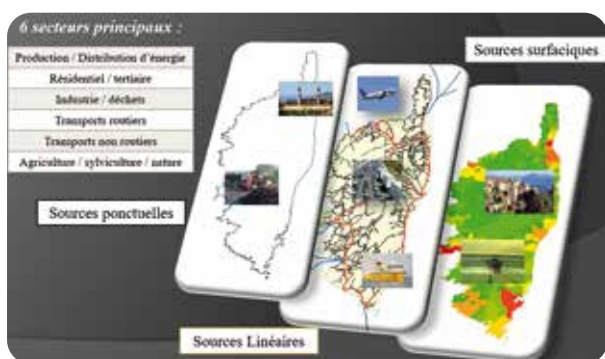 6 secteurs principaux :
Production / Distribution d'énergie
Résidentiel / tertiaire
Industrie / déchets
Transports routiers
Transports non routiers
Agriculture / sylviculture / nature
Sources surfaciques
Sources ponctuelles
Sources Linéaires